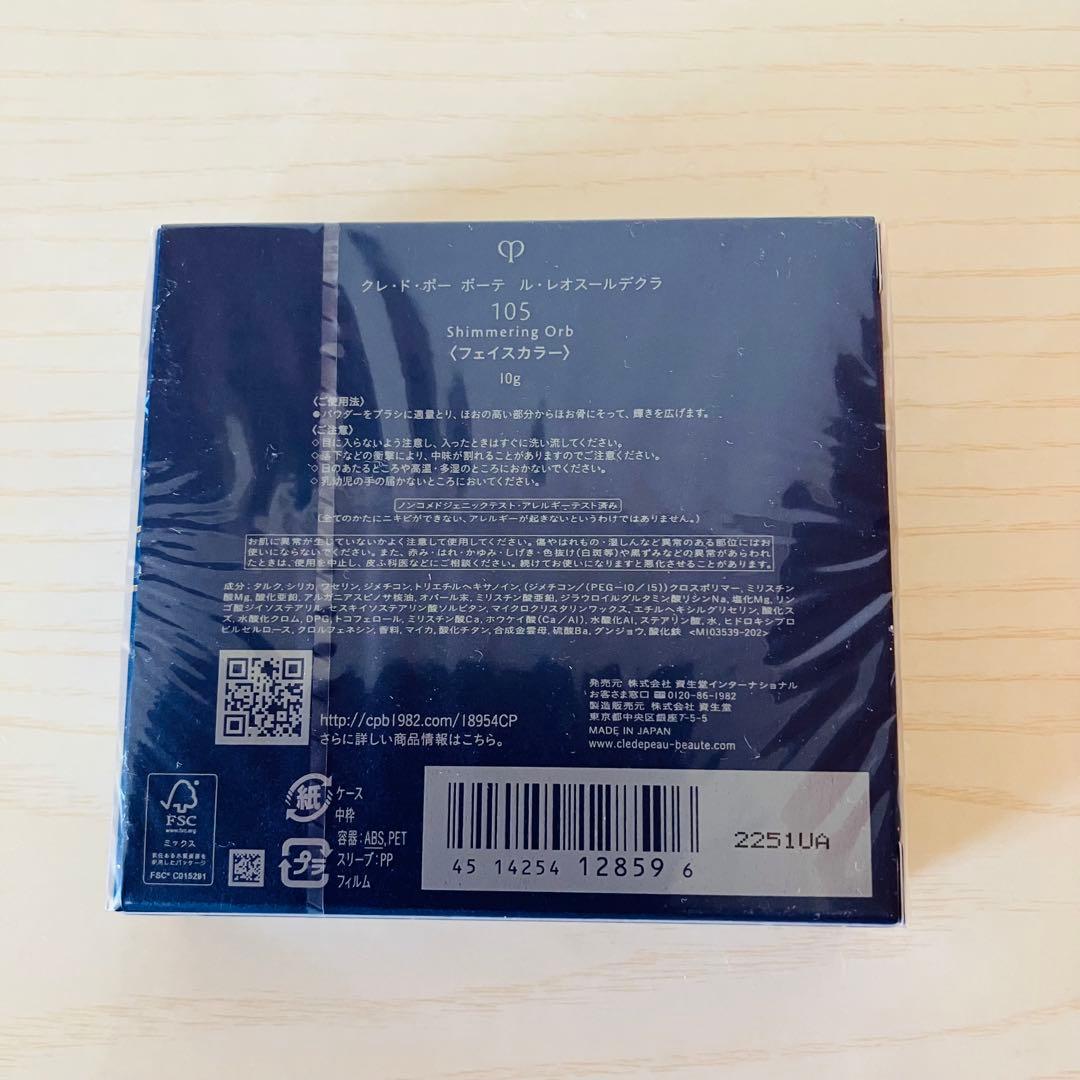 クレ・ド・ポー ボーテ ル・レオスールデクラ
105
Shimmering Orb
〈フェイスカラー〉
10g
〈ご使用法〉
●パウダーをブラシに適量とり、ほおの高い部分からほお骨にそって、輝きを広げます。
〈ご注意〉
◇目に入らないよう注意し、入ったときはすぐに洗い流してください。
◇落下などの衝撃により、中味が割れることがありますのでご注意ください。
◇日のあたるところや高温・多湿のところにおかないでください。
◇乳幼児の手の届かないところにおいてください。
ノンコメドジェニックテスト・アレルギーテスト済み
(全てのかたにニキビができない、アレルギーが起きないというわけではありません。)
お肌に異常が生じていないかよく注意して使用してください。傷やはれもの・湿しんなど異常のある部位にはお
使いにならないでください。また、赤み・はれ・かゆみ・しげき・色抜け(白斑等)や黒ずみなどの異常があらわれ
たときは、使用を中止し、皮ふ科医などにご相談ください。続けてお使いになりますと悪化させることがあります。
成分:タルク,シリカ,ワセリン,ジメチコン,トリエチルヘキサノイン,(ジメチコン/(PEG-10/15))クロスポリマー,ミリスチン
酸Mg,酸化亜鉛,アルガニアスピノサ核油,オパール末,ミリスチン酸亜鉛,ジラウロイルグルタミン酸リシンNa,塩化Mg,リン
ゴ酸ジイソステアリル,セスキイソステアリン酸ソルビタン,マイクロクリスタリンワックス,エチルヘキシルグリセリン,酸化ス
ズ,水酸化クロム,DPG,トコフェロール,ミリスチン酸Ca,ホウケイ酸(Ca/Al),水酸化Al,ステアリン酸,水,ヒドロキシプロ
ピルセルロース,クロルフェネシン,香料,マイカ,酸化チタン,合成金雲母,硫酸Ba,グンジョウ,酸化鉄 <MI03539-202>
発売元 株式会社 資生堂インターナショナル
お客さま窓口 0120-86-1982
製造販売元 株式会社 資生堂
東京都中央区銀座7-5-5
MADE IN JAPAN
www.cledepeau-beaute.com
http://cpb1982.com/18954CP
さらに詳しい商品情報はこちら。
FSC
www.fsc.org
ミックス
責任ある木質資源を
使用したパッケージ
FSC® C015291
紙
ケース
中枠
プラ
容器:ABS,PET
スリーブ:PP
フィルム
4514254128596
2251UA